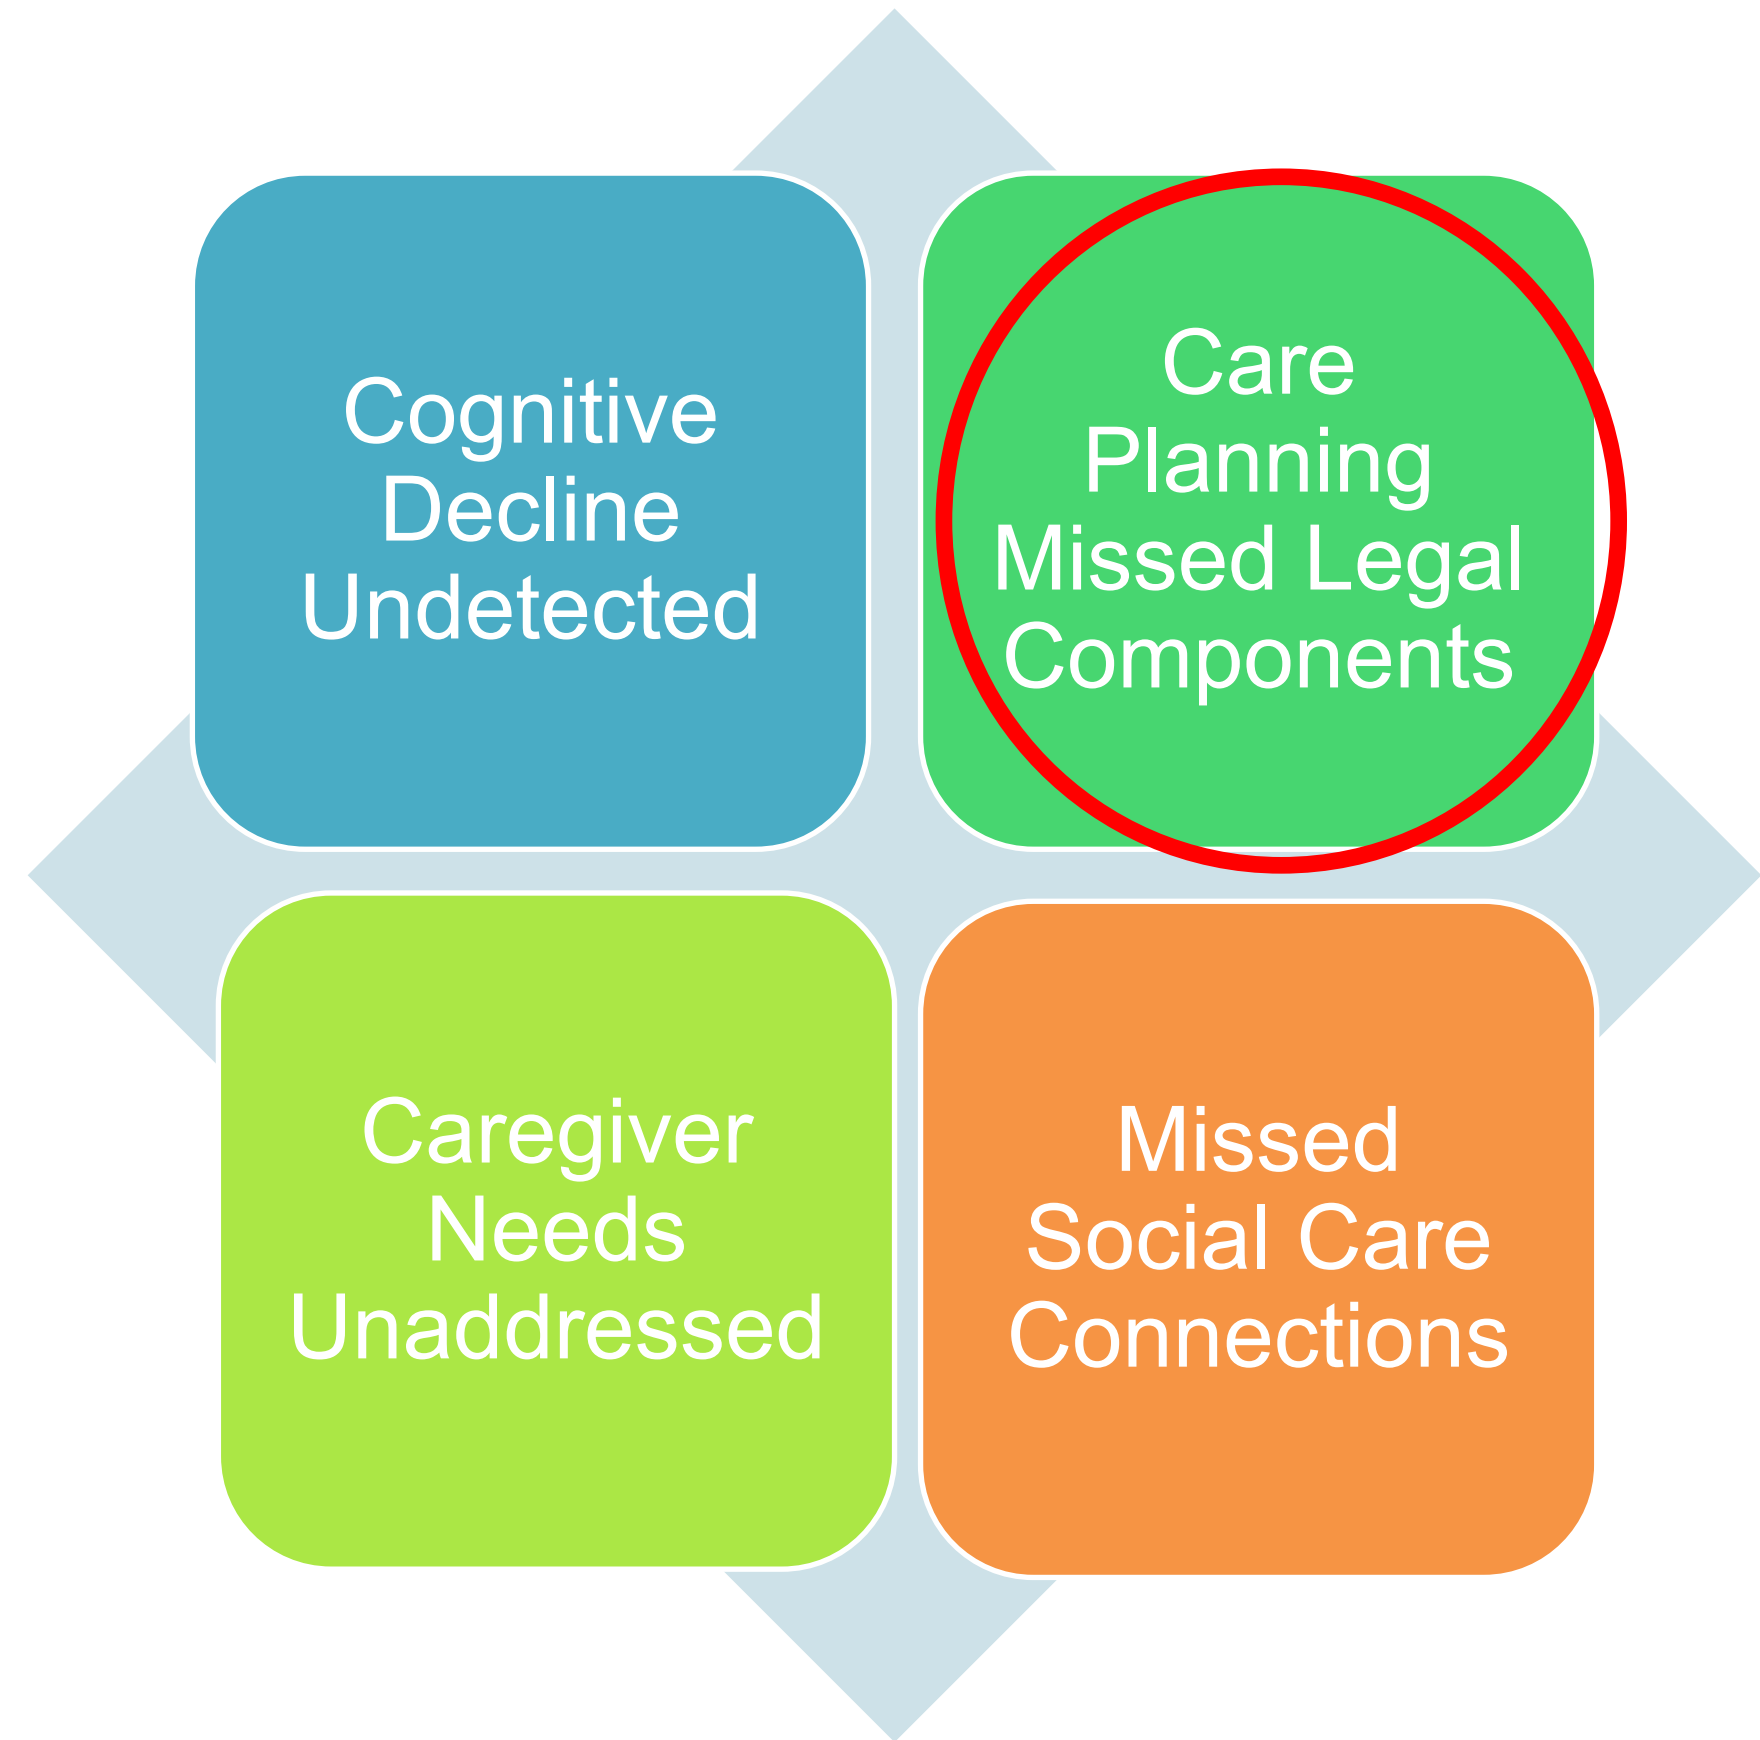 Cognitive
Decline
Undetected
Care
Planning
Missed Legal
Components
Caregiver
Needs
Unaddressed
Missed
Social Care
Connections